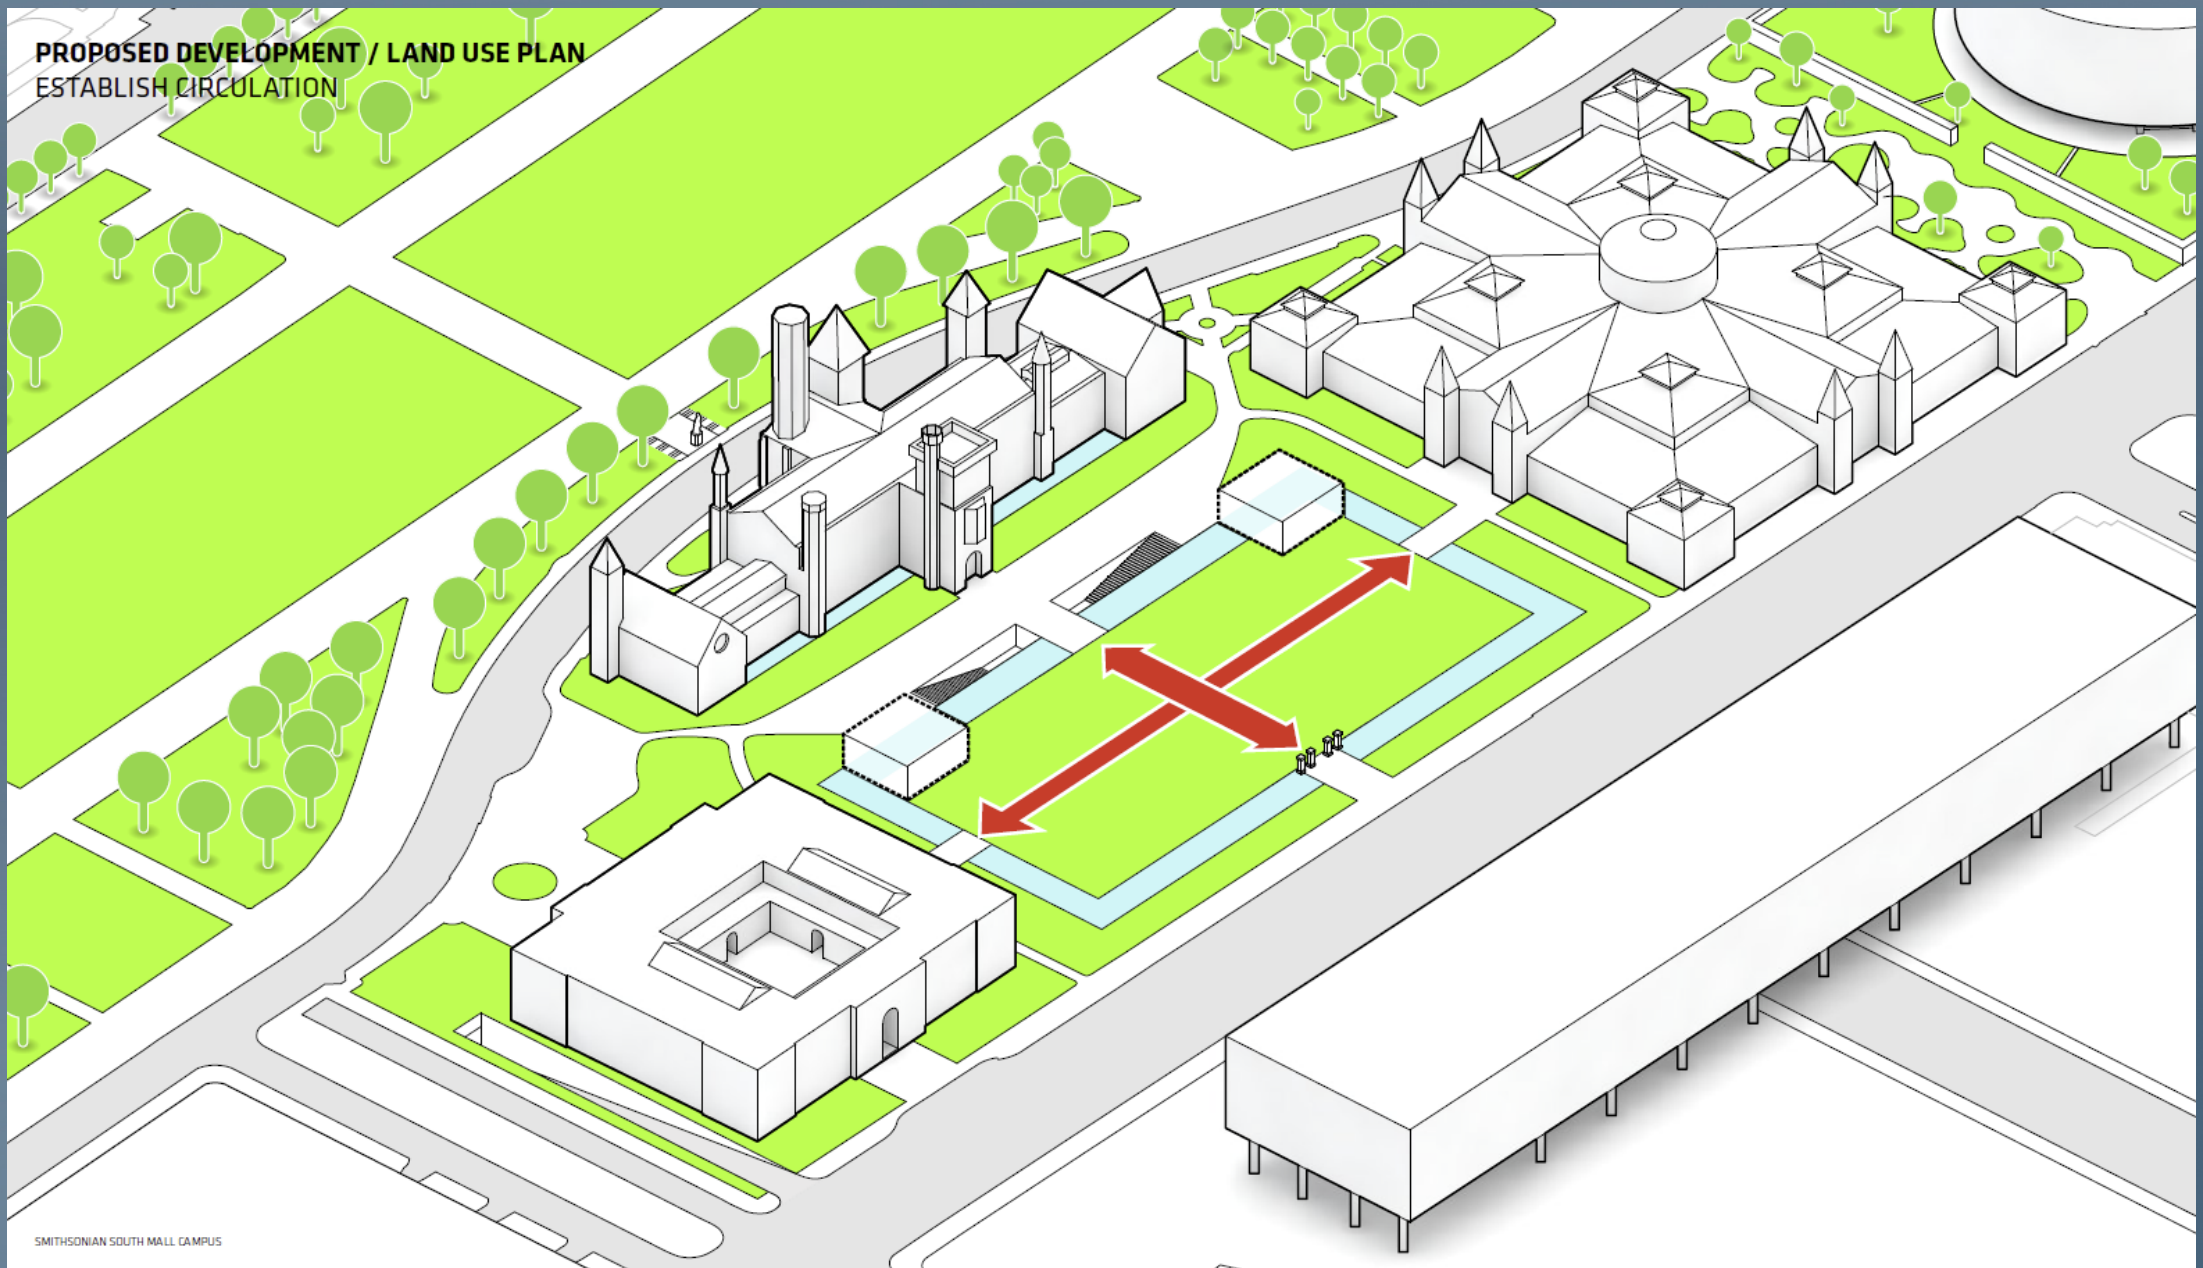 PROPOSED DEVELOPMENT / LAND USE PLAN
ESTABLISH CIRCULATION
SMITHSONIAN SOUTH MALL CAMPUS